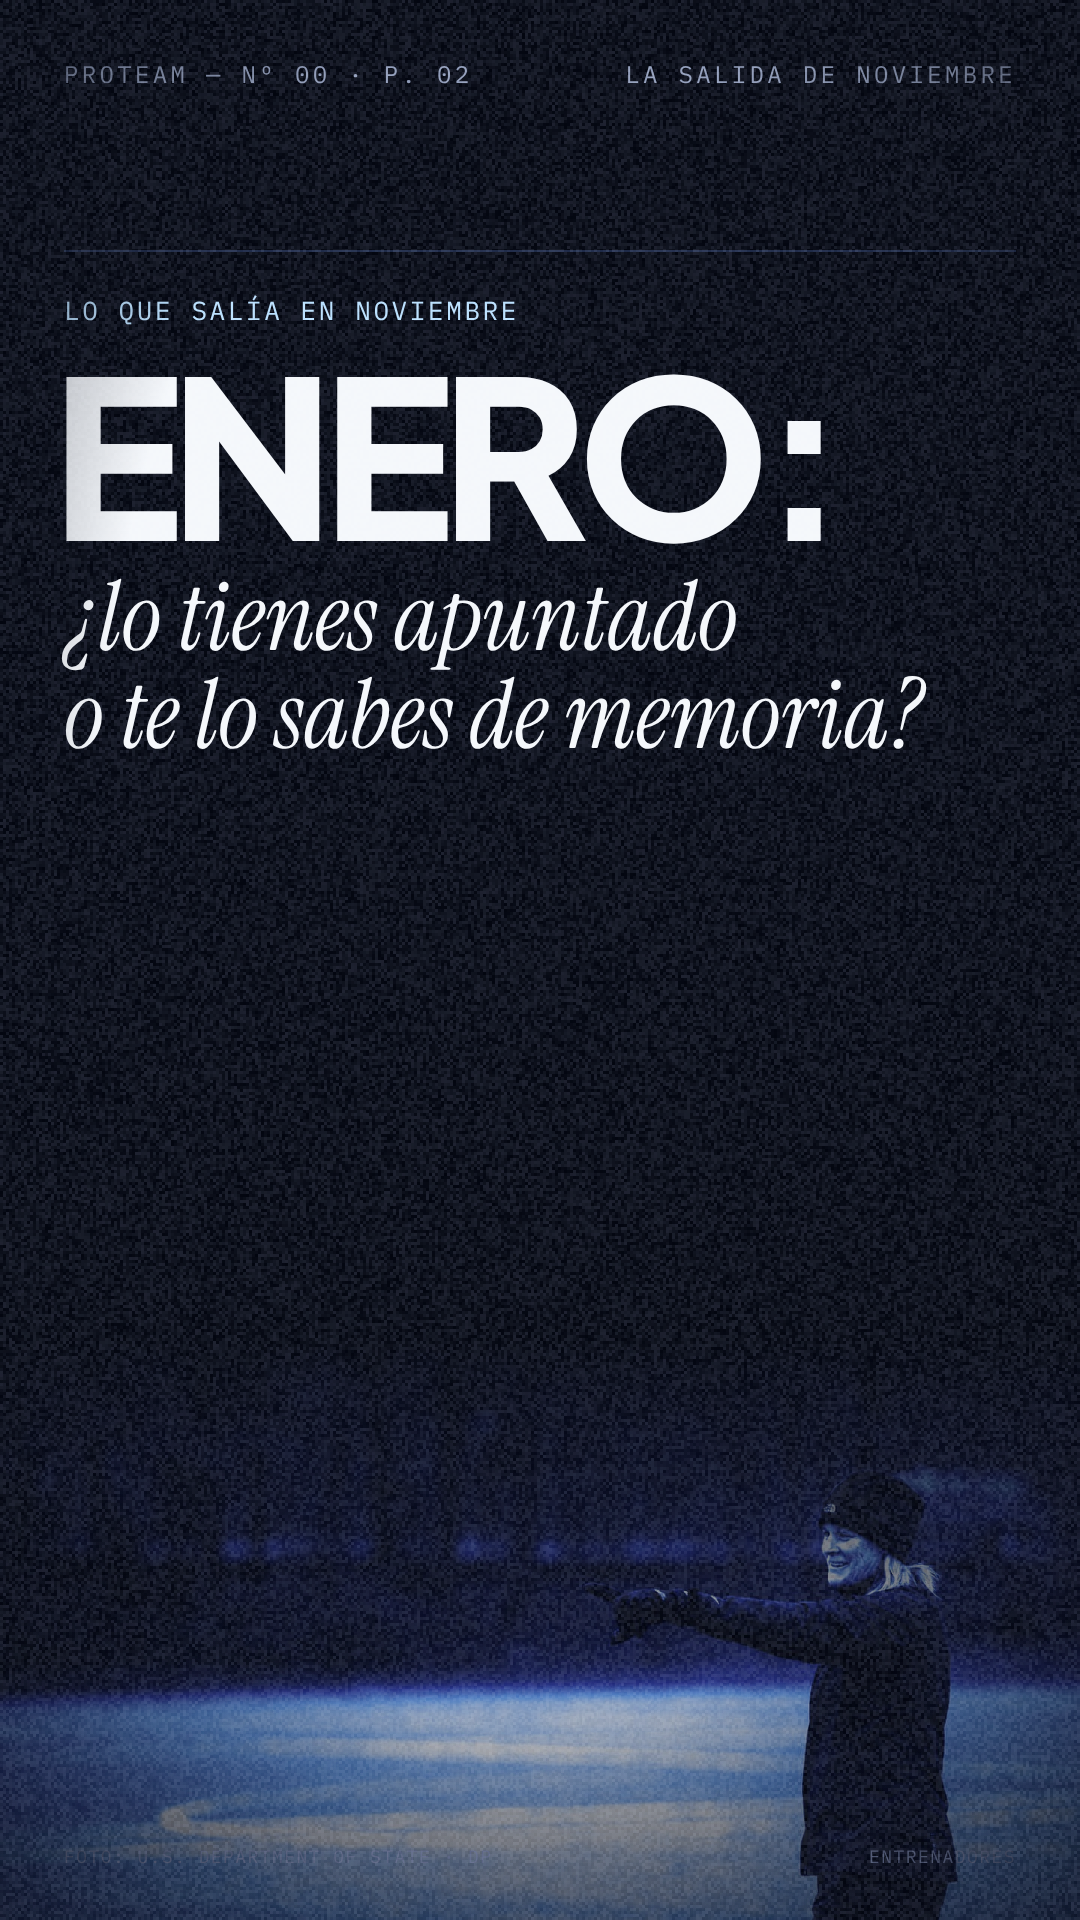 PROTEAM — Nº 00 · P. 02
LA SALIDA DE NOVIEMBRE
LO QUE SALÍA EN NOVIEMBRE
ENERO:
¿lo tienes apuntado
o te lo sabes de memoria?